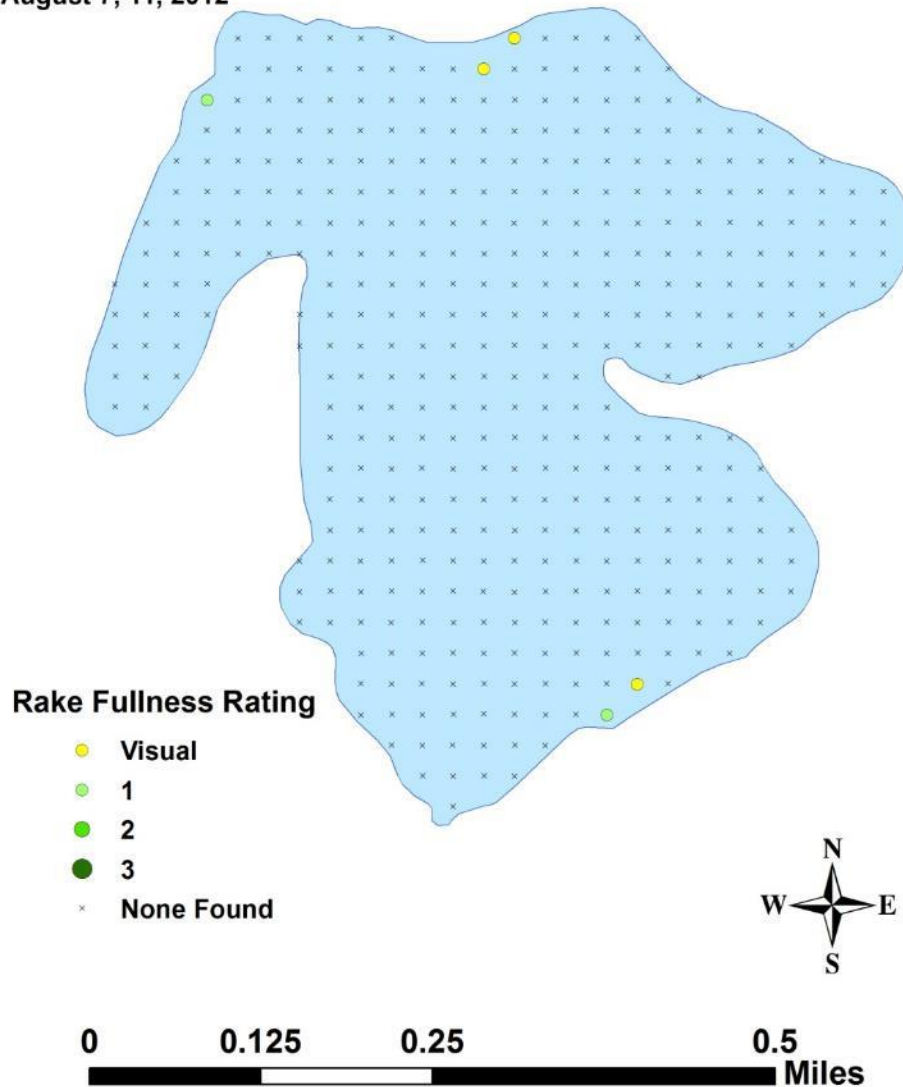 August 7, 11, 2012
Rake Fullness Rating
Visual
1
2
3
None Found
N
W E
S
0 0.125 0.25 0.5
Miles